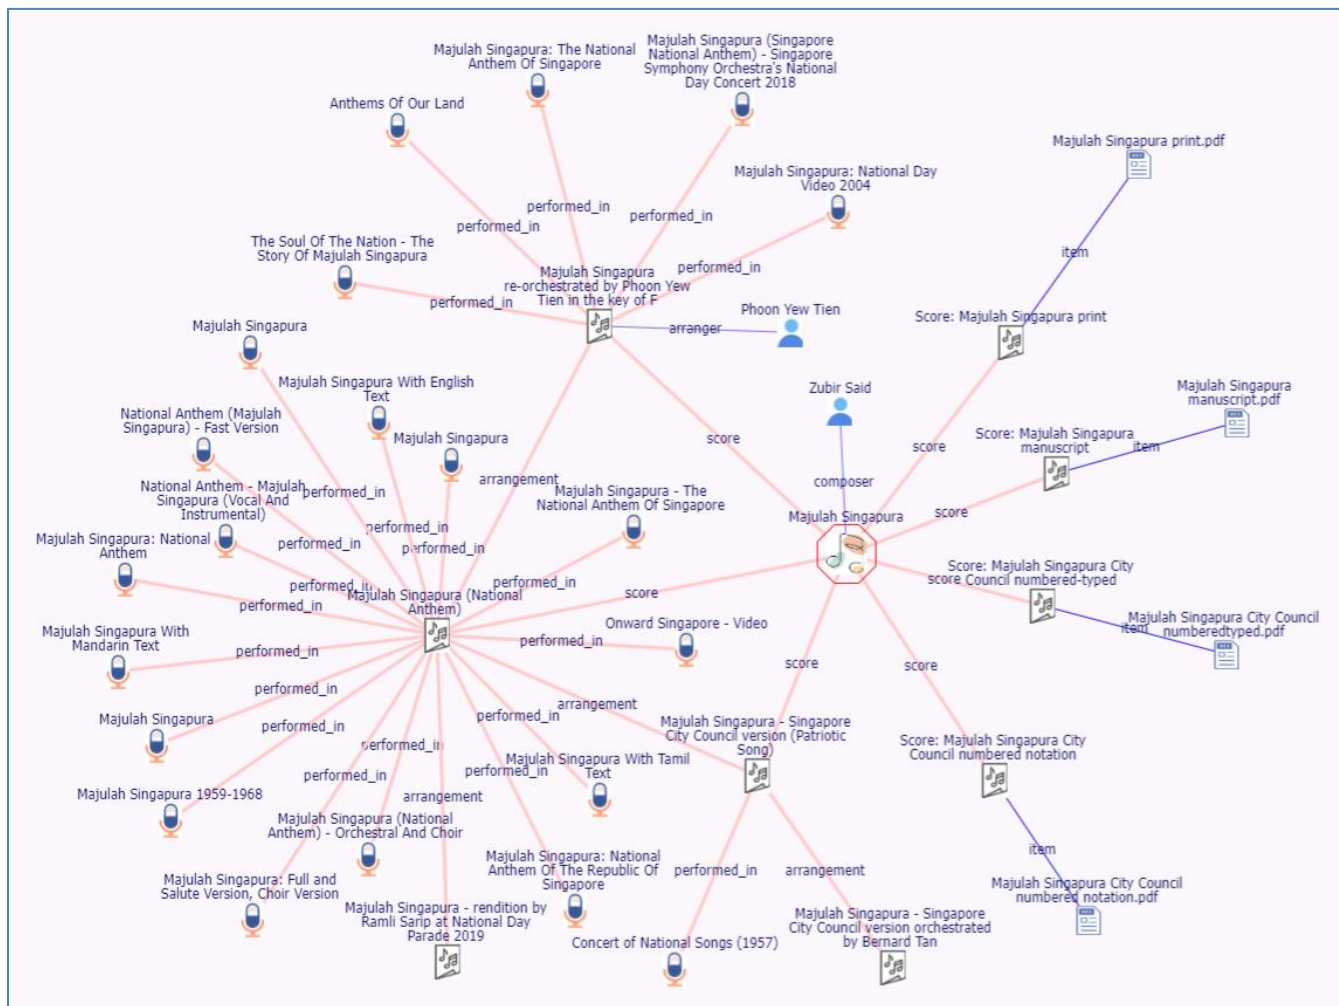 Majulah Singapura: The National
Anthem Of Singapore
Majulah Singapura (Singapore
National Anthem) - Singapore
Symphony Orchestra's National
Day Concert 2018
Anthems Of Our Land
Majulah Singapura print.pdf
Majulah Singapura: National Day
Video 2004
performed_in
performed_in
performed_in
The Soul Of The Nation - The
Story Of Majulah Singapura
item
performed_in
Majulah Singapura
re-orchestrated by Phoon Yew
Tien in the key of F
performed_in
Phoon Yew Tien
arranger
Score: Majulah Singapura print
Majulah Singapura
Majulah Singapura With English
Text
Zubir Said
Majulah Singapura
manuscript.pdf
National Anthem (Majulah
Singapura) - Fast Version
Majulah Singapura
score
score
Score: Majulah Singapura
manuscript
item
arrangement
composer
National Anthem - Majulah
Singapura (Vocal And
Instrumental)
performed_in
Majulah Singapura - The
National Anthem Of Singapore
Majulah Singapura
score
performed_in
performed_in
Majulah Singapura: National
Anthem
performed_in
Score: Majulah Singapura City
Council numbered-typed
score
performed_in
performed_in
performed_in
Majulah Singapura (National
Anthem)
score
Majulah Singapura City Council
numberedtyped.pdf
item
Majulah Singapura With
Mandarin Text
performed_in
performed_in
Onward Singapore - Video
score
score
performed_in
arrangement
Majulah Singapura
performed_in
performed_in
Majulah Singapura - Singapore
City Council version (Patriotic
Song)
Score: Majulah Singapura City
Council numbered notation
performed_in
performed_in
performed_in
Majulah Singapura With Tamil
Text
Majulah Singapura 1959-1968
arrangement
Majulah Singapura (National
Anthem) - Orchestral And Choir
item
Majulah Singapura: National
Anthem Of The Republic Of
Singapore
performed_in
arrangement
Majulah Singapura: Full and
Salute Version, Choir Version
Majulah Singapura City Council
numbered notation.pdf
Majulah Singapura - rendition by
Ramli Sarip at National Day
Parade 2019
Majulah Singapura - Singapore
City Council version orchestrated
by Bernard Tan
Concert of National Songs (1957)